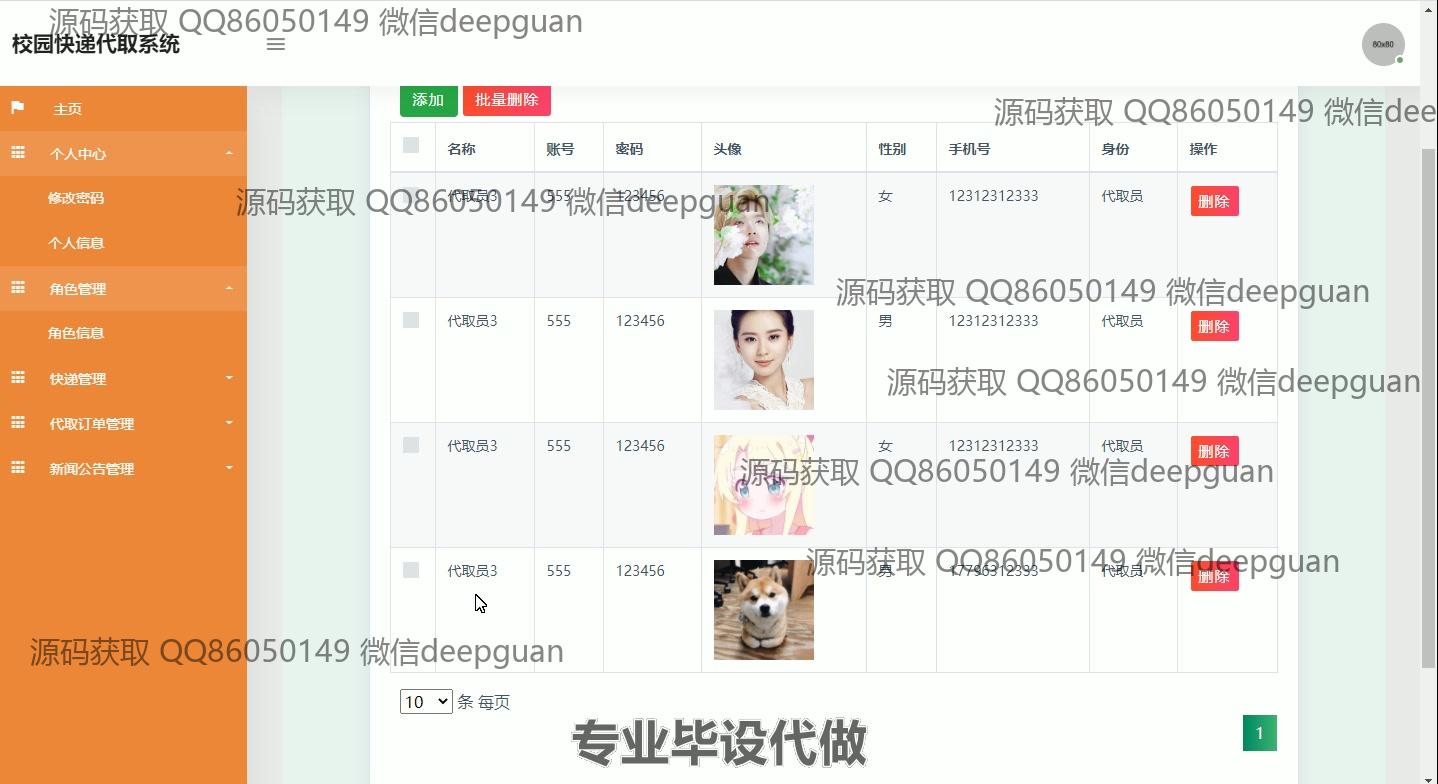 源码获取 QQ86050149 微信deepguan
校园快递代取系统
80x80
主页
添加 批量删除
源码获取 QQ86050149 微信dee
个人中心
名称 账号 密码 头像 性别 手机号 身份 操作
修改密码
代取员3 555 123456 女 12312312333 代取员 删除
源码获取 QQ86050149 微信deepguan
个人信息
角色管理
源码获取 QQ86050149 微信deepguan
角色信息
代取员3 555 123456 男 12312312333 代取员 删除
快递管理
源码获取 QQ86050149 微信deepguan
代取订单管理
代取员3 555 123456 女 12312312333 代取员 删除
新闻公告管理
源码获取 QQ86050149 微信deepguan
源码获取 QQ86050149 微信deepguan
代取员3 555 123456 男 17796312333 代取员 删除
源码获取 QQ86050149 微信deepguan
10 条 每页
1
专业毕设代做